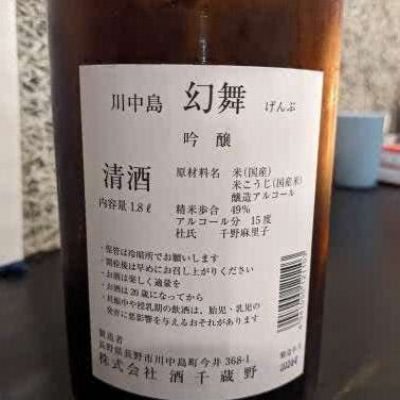 川中島 幻舞 げんぶ
吟醸
清酒
内容量 1.8ℓ
原材料名 米(国産)
米こうじ(国産米)
醸造アルコール
精米歩合 49%
アルコール分 15度
杜氏 千野麻里子
・保管は冷暗所でお願いします
・開栓後は早めにお召し上がりください
・お酒は楽しく適量を
・お酒は20歳になってから
・妊娠中や授乳期の飲酒は、胎児・乳児の
発育に悪影響を与えるおそれがあります
製造者
長野県長野市川中島町今井368-1
株式会社 酒千蔵野